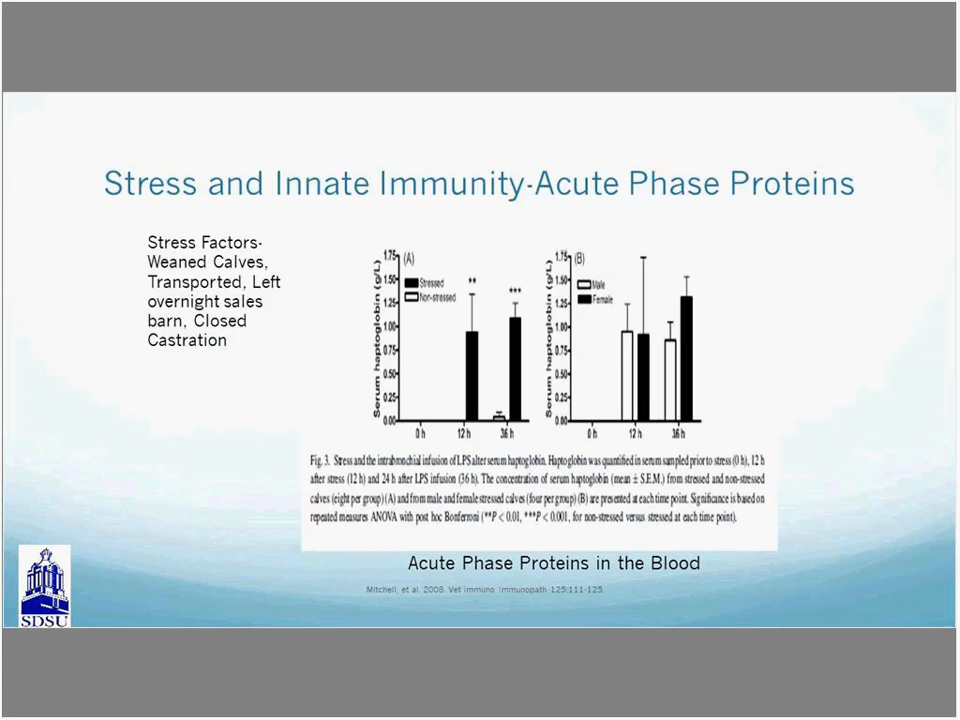 Stress and Innate Immunity-Acute Phase Proteins
Stress Factors-
Weaned Calves,
Transported, Left
overnight sales
barn, Closed
Castration
Serum haptoglobin (g/L)
1.75
1.50
1.25
1.00
0.75
0.50
0.25
0.00
(A)
Stressed
Non-stressed
**
***
0 h
12 h
36 h
Serum haptoglobin (g/L)
1.75
1.50
1.25
1.00
0.75
0.50
0.25
0.00
(B)
Male
Female
0 h
12 h
36 h
Fig. 3. Stress and the intrabronchial infusion of LPS alter serum haptoglobin. Haptoglobin was quantified in serum sampled prior to stress (0 h), 12 h
after stress (12 h) and 24 h after LPS infusion (36 h). The concentration of serum haptoglobin (mean ± S.E.M.) from stressed and non-stressed
calves (eight per group) (A) and from male and female stressed calves (four per group) (B) are presented at each time point. Significance is based on
repeated measures ANOVA with post hoc Bonferroni (**P < 0.01, ***P < 0.001, for non-stressed versus stressed at each time point).
Acute Phase Proteins in the Blood
Mitchell, et al. 2008. Vet Immuno Immunopath 125:111-125.
SDSU